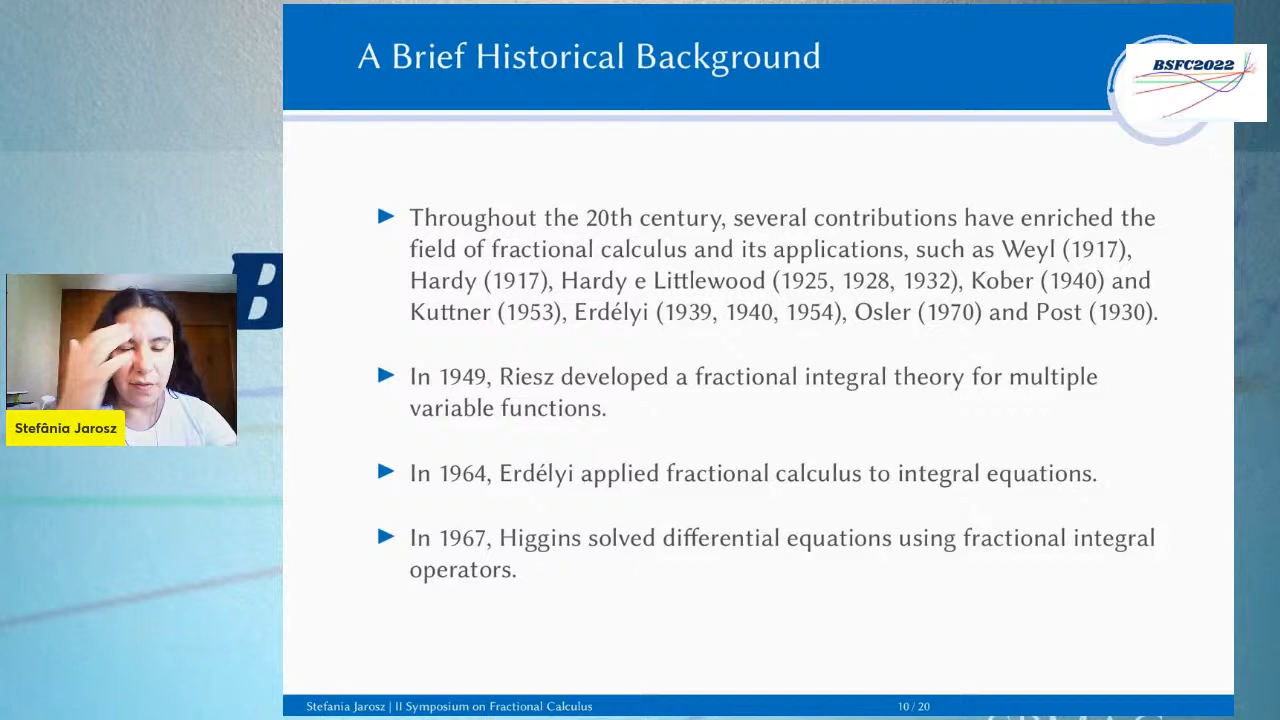 A Brief Historical Background
BSFC2022
Throughout the 20th century, several contributions have enriched the
field of fractional calculus and its applications, such as Weyl (1917),
Hardy (1917), Hardy e Littlewood (1925, 1928, 1932), Kober (1940) and
Kuttner (1953), Erdélyi (1939, 1940, 1954), Osler (1970) and Post (1930).
In 1949, Riesz developed a fractional integral theory for multiple
variable functions.
In 1964, Erdélyi applied fractional calculus to integral equations.
In 1967, Higgins solved differential equations using fractional integral
operators.
B
Stefânia Jarosz
Stefania Jarosz | II Symposium on Fractional Calculus
10 / 20